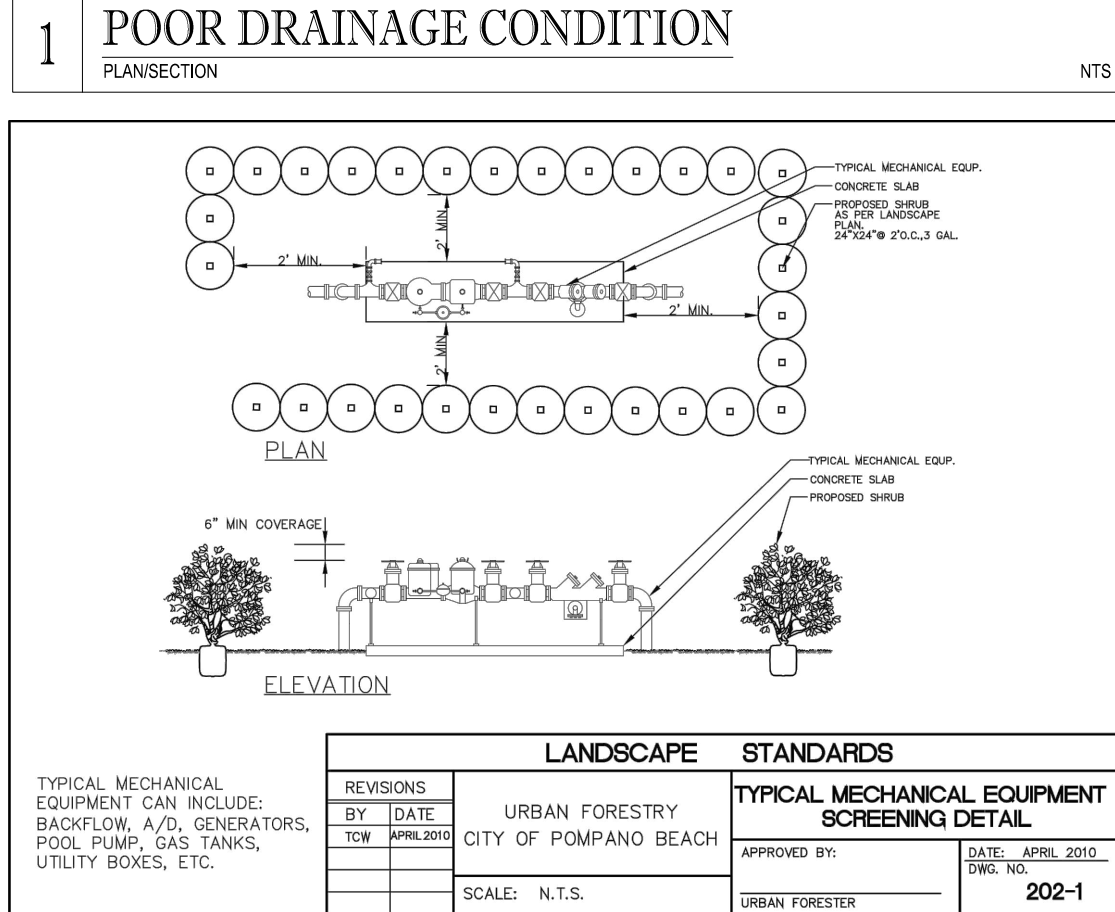 1
POOR DRAINAGE CONDITION
PLAN/SECTION
NTS
TYPICAL MECHANICAL EQUIP.
CONCRETE SLAB
PROPOSED SHRUB
AS PER LANDSCAPE
PLAN.
24"X24"@ 2'O.C.,3 GAL.
2' MIN
2' MIN.
2' MIN.
2' MIN
PLAN
TYPICAL MECHANICAL EQUP.
CONCRETE SLAB
PROPOSED SHRUB
6" MIN COVERAGE
ELEVATION
TYPICAL MECHANICAL
EQUIPMENT CAN INCLUDE:
BACKFLOW, A/D, GENERATORS,
POOL PUMP, GAS TANKS,
UTILITY BOXES, ETC.
LANDSCAPE STANDARDS
REVISIONS
BY DATE
TCW APRIL 2010
URBAN FORESTRY
CITY OF POMPANO BEACH
SCALE: N.T.S.
TYPICAL MECHANICAL EQUIPMENT
SCREENING DETAIL
APPROVED BY:
URBAN FORESTER
DATE: APRIL 2010
DWG. NO.
202-1